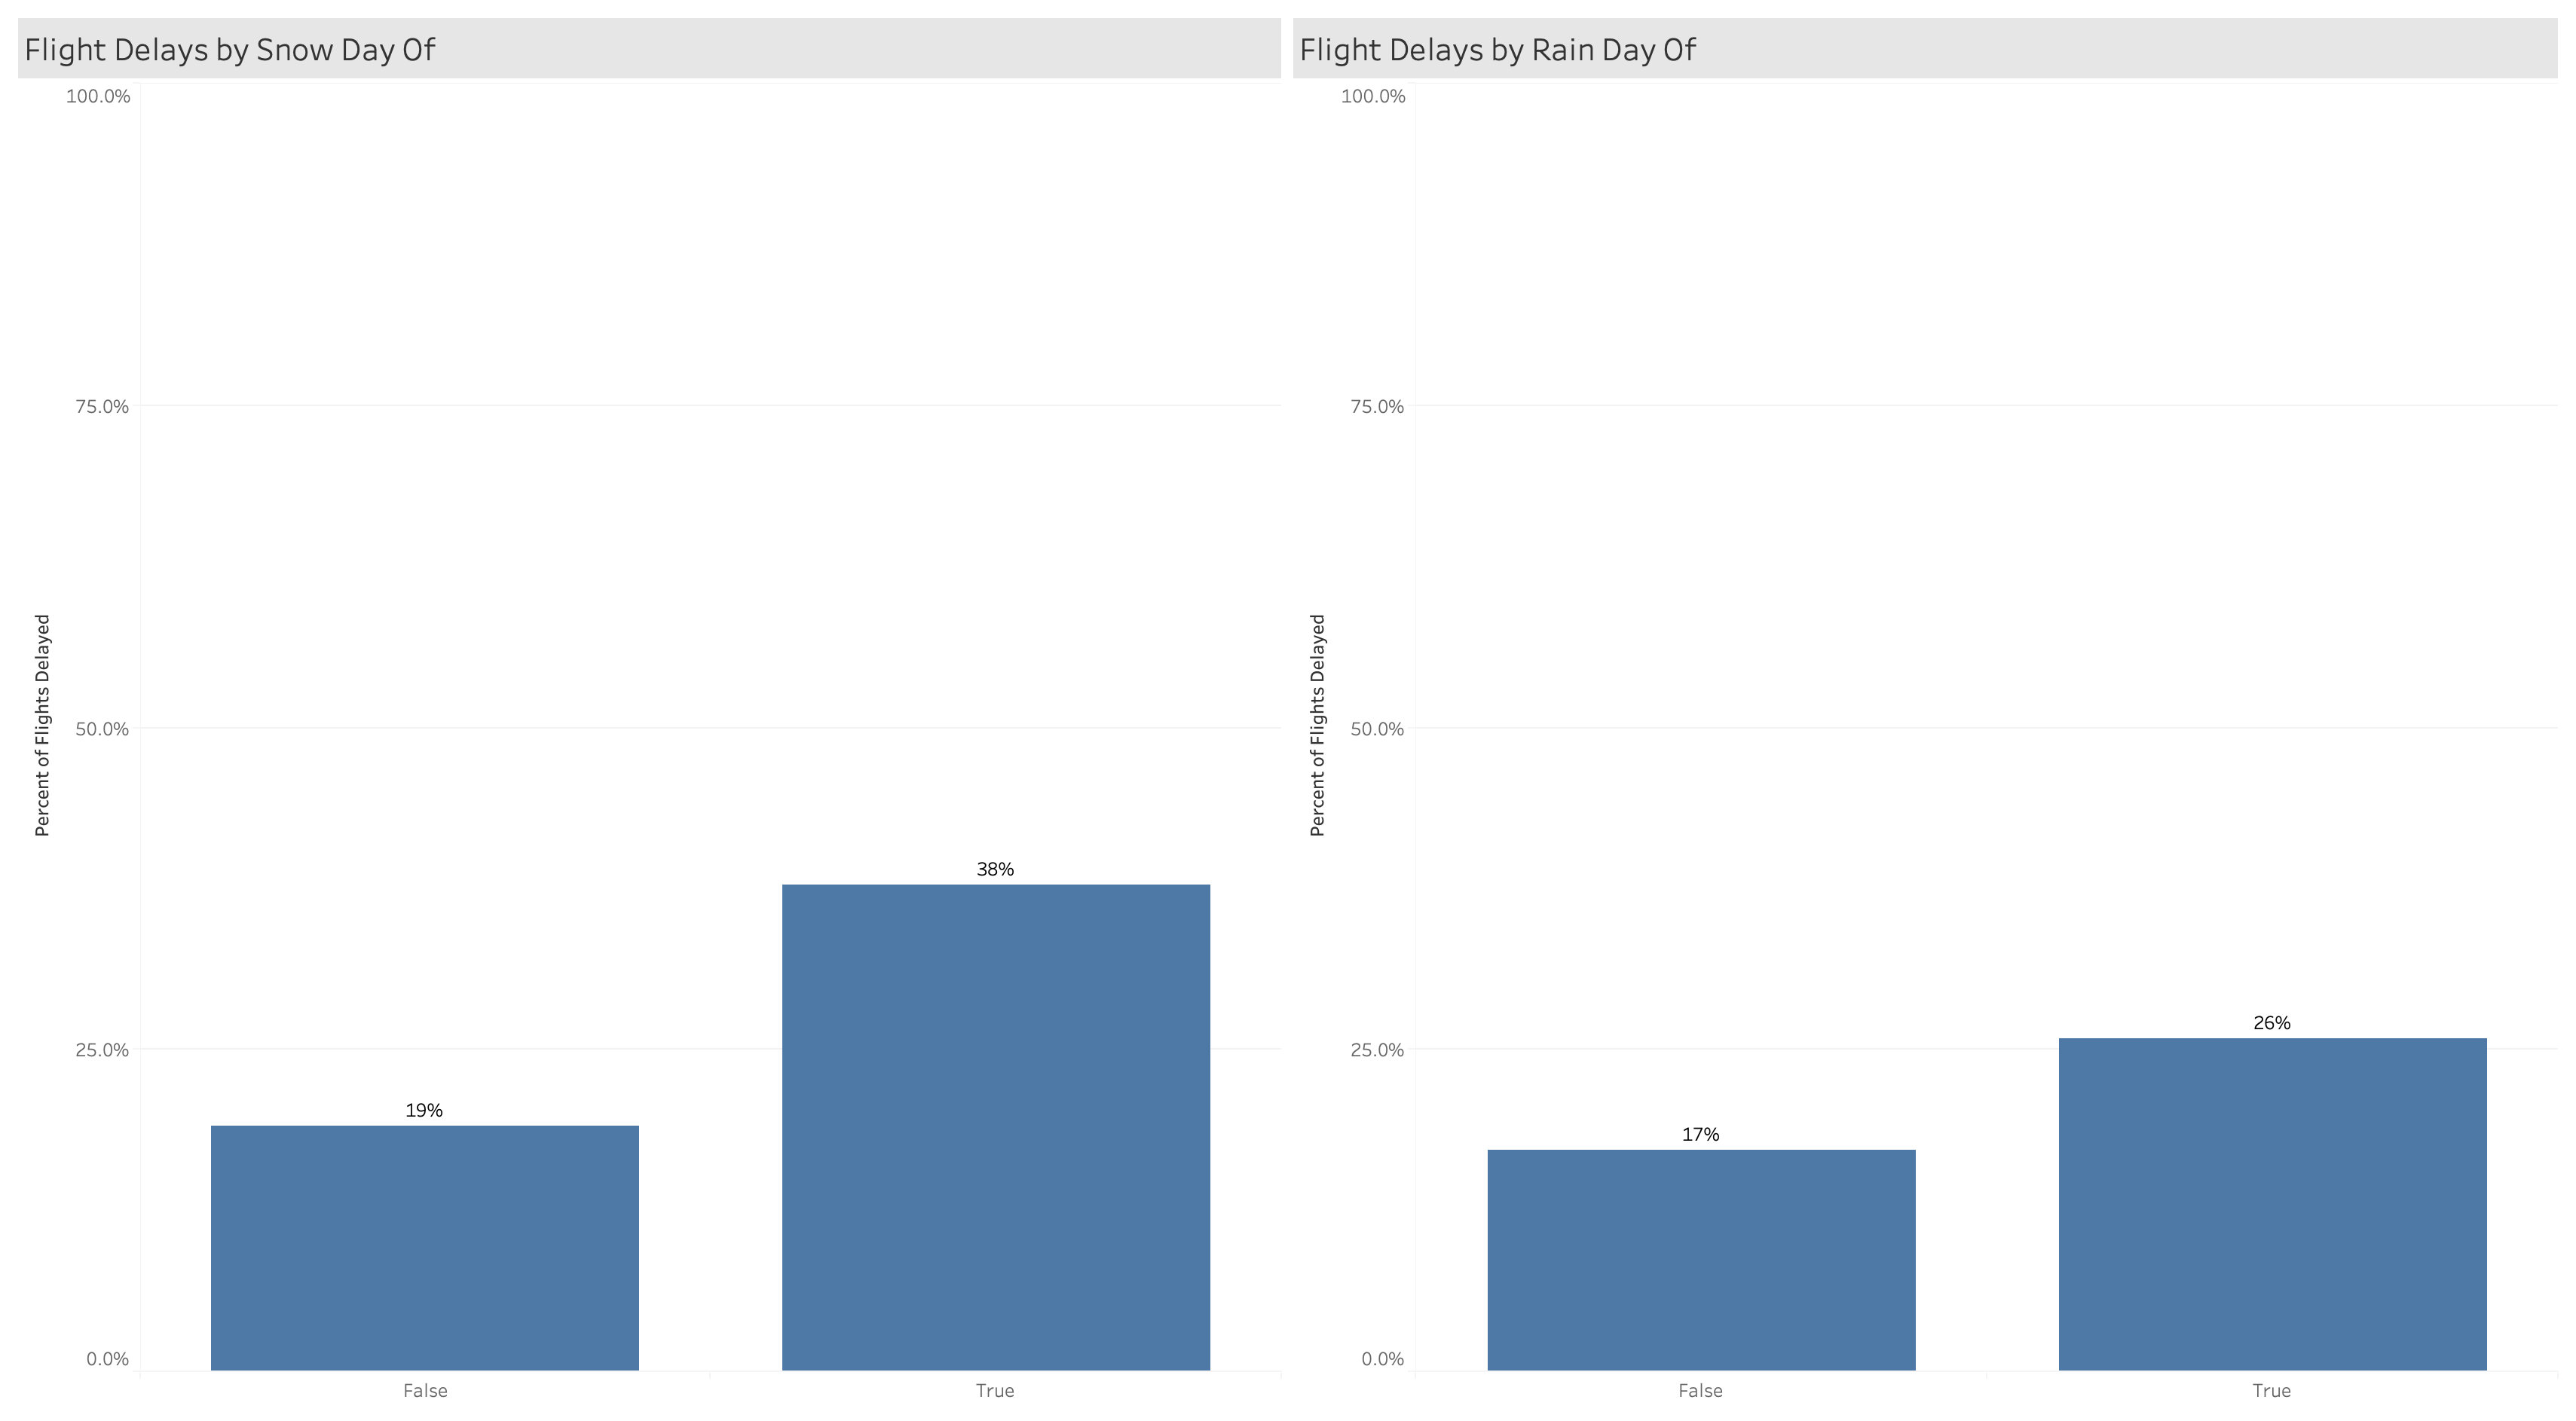 Flight Delays by Snow Day Of
100.0%
75.0%
50.0%
25.0%
0.0%
Percent of Flights Delayed
19%
38%
False
True
Flight Delays by Rain Day Of
100.0%
75.0%
50.0%
25.0%
0.0%
Percent of Flights Delayed
17%
26%
False
True